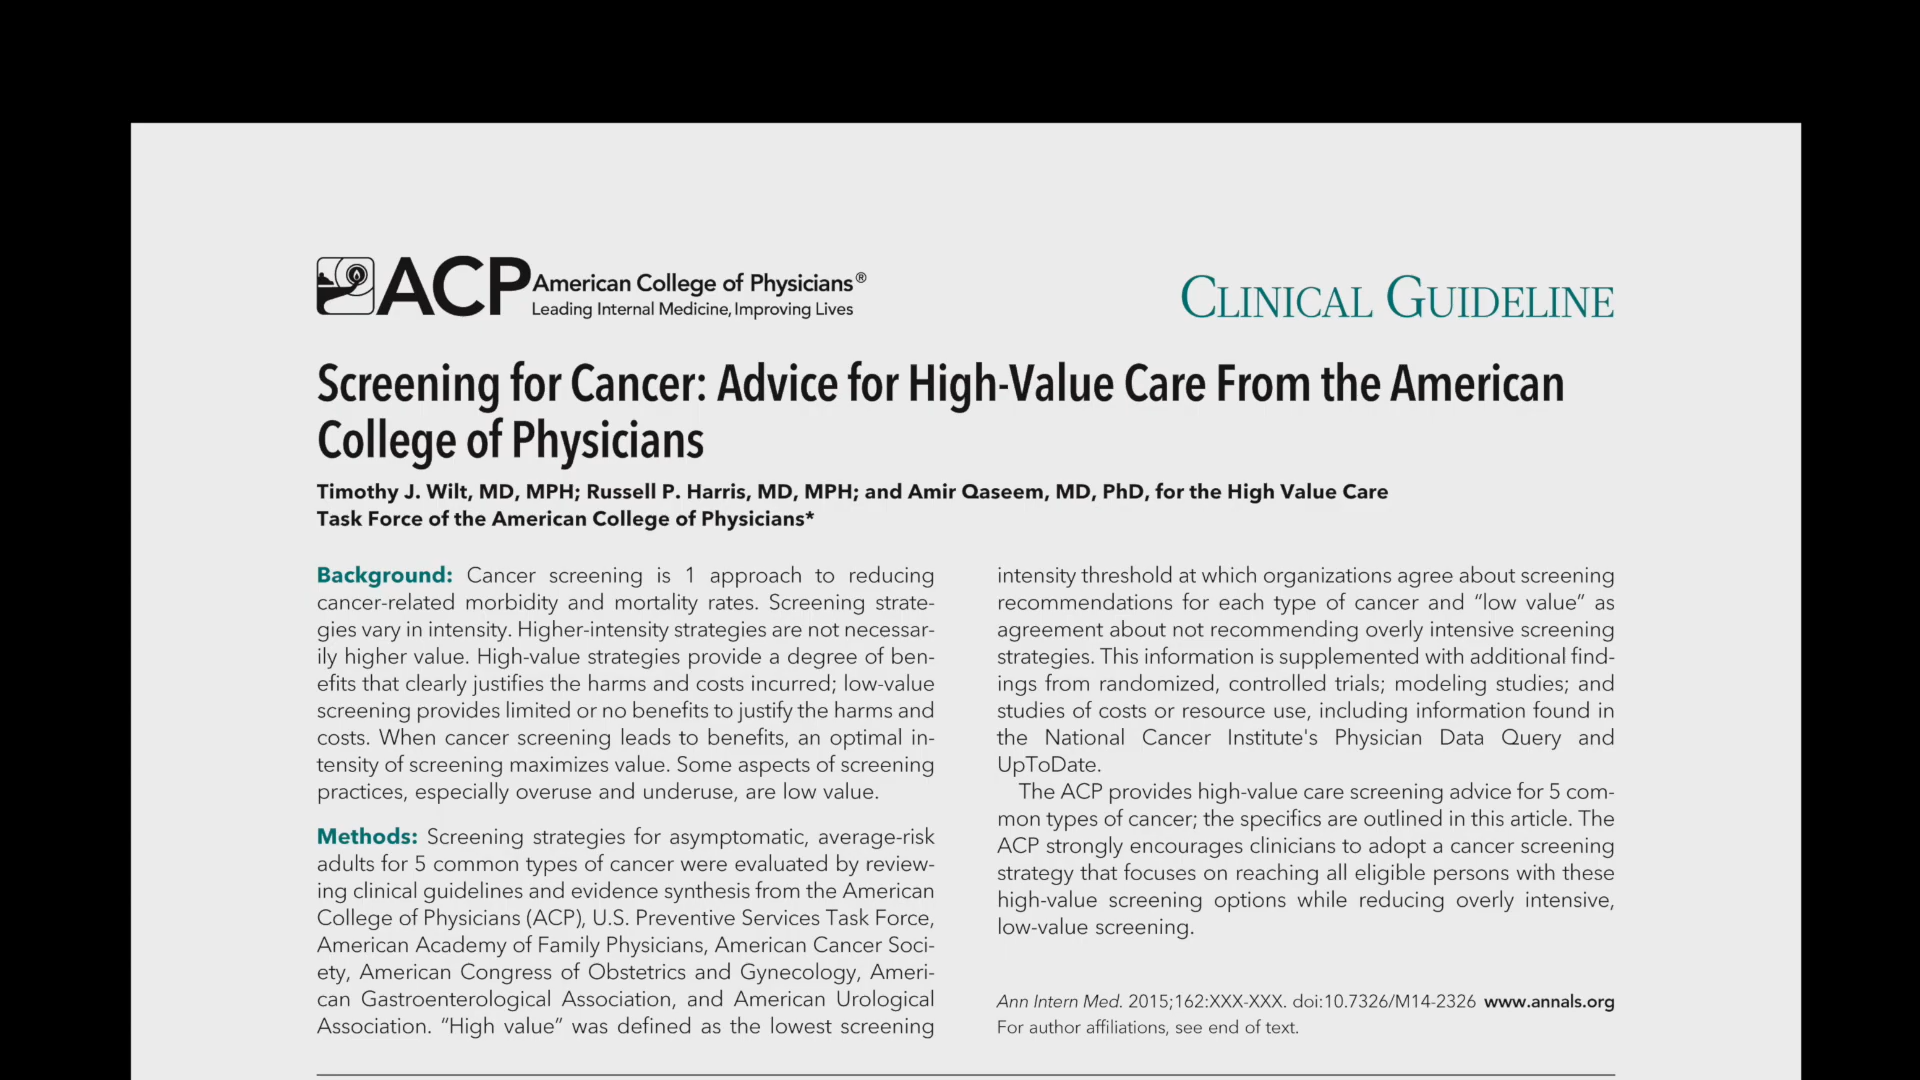 ACP American College of Physicians®
Leading Internal Medicine, Improving Lives
CLINICAL GUIDELINE
Screening for Cancer: Advice for High-Value Care From the American
College of Physicians
Timothy J. Wilt, MD, MPH; Russell P. Harris, MD, MPH; and Amir Qaseem, MD, PhD, for the High Value Care
Task Force of the American College of Physicians*
Background: Cancer screening is 1 approach to reducing
cancer-related morbidity and mortality rates. Screening strate-
gies vary in intensity. Higher-intensity strategies are not necessar-
ily higher value. High-value strategies provide a degree of ben-
efits that clearly justifies the harms and costs incurred; low-value
screening provides limited or no benefits to justify the harms and
costs. When cancer screening leads to benefits, an optimal in-
tensity of screening maximizes value. Some aspects of screening
practices, especially overuse and underuse, are low value.
Methods: Screening strategies for asymptomatic, average-risk
adults for 5 common types of cancer were evaluated by review-
ing clinical guidelines and evidence synthesis from the American
College of Physicians (ACP), U.S. Preventive Services Task Force,
American Academy of Family Physicians, American Cancer Soci-
ety, American Congress of Obstetrics and Gynecology, Ameri-
can Gastroenterological Association, and American Urological
Association. “High value” was defined as the lowest screening
intensity threshold at which organizations agree about screening
recommendations for each type of cancer and “low value” as
agreement about not recommending overly intensive screening
strategies. This information is supplemented with additional find-
ings from randomized, controlled trials; modeling studies; and
studies of costs or resource use, including information found in
the National Cancer Institute's Physician Data Query and
UpToDate.
The ACP provides high-value care screening advice for 5 com-
mon types of cancer; the specifics are outlined in this article. The
ACP strongly encourages clinicians to adopt a cancer screening
strategy that focuses on reaching all eligible persons with these
high-value screening options while reducing overly intensive,
low-value screening.
Ann Intern Med. 2015;162:XXX-XXX. doi:10.7326/M14-2326 www.annals.org
For author affiliations, see end of text.